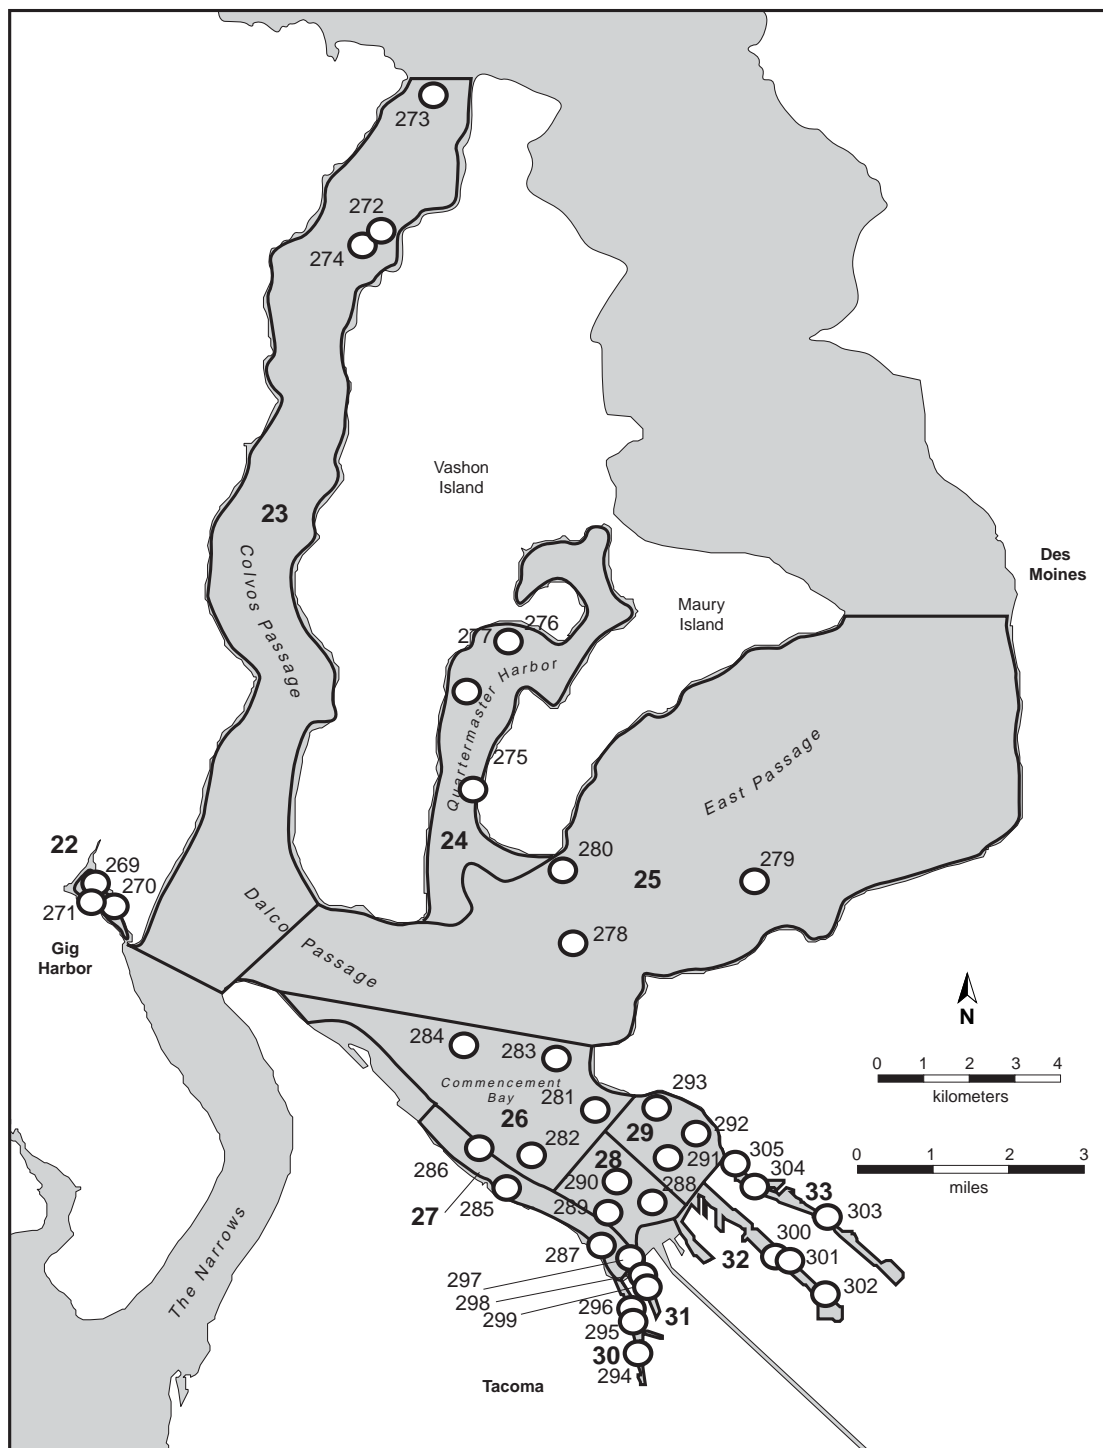 273
272
274
Vashon
Island
23
Colvos Passage
Des
Moines
Maury
Island
276
277
Quartermaster Harbor
275
East Passage
24
22
280
279
269
25
270
271
Dalco
Passage
278
Gig
Harbor
N
284
283
0 1 2 3 4
kilometers
Commencement
Bay
293
281
26
29
292
282
291
305
0 1 2 3
miles
286
28
304
290
288
33
285
289
303
27
287
300
32
301
297
298
302
299
296
31
295
30
294
The Narrows
Tacoma